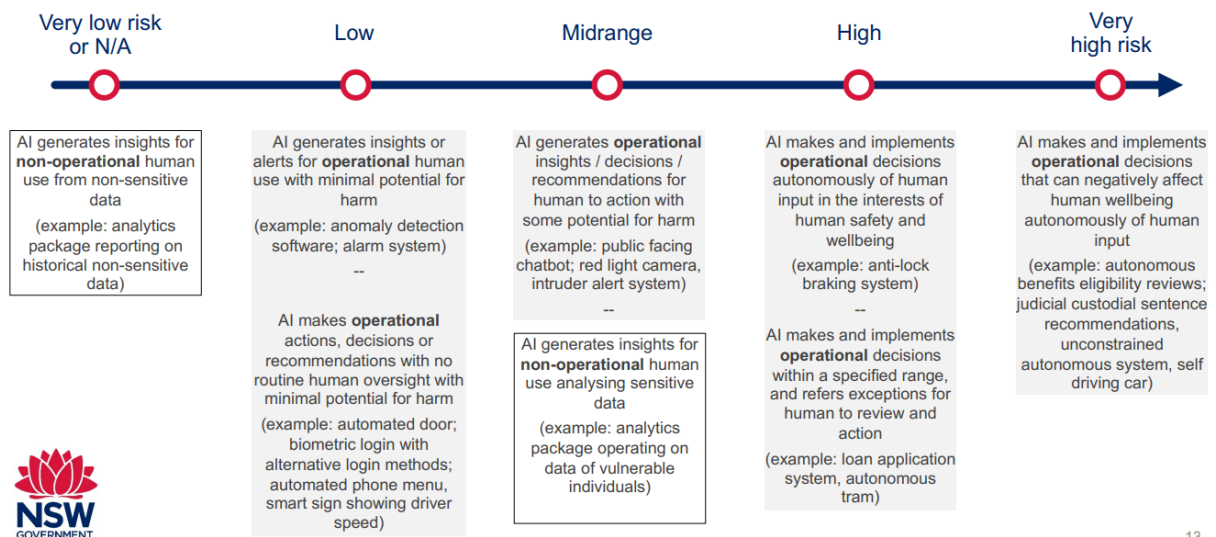 Very low risk
or N/A
Low
Midrange
High
Very
high risk
AI generates insights for
non-operational human
use from non-sensitive
data
(example: analytics
package reporting on
historical non-sensitive
data)
AI generates insights or
alerts for operational human
use with minimal potential for
harm
(example: anomaly detection
software; alarm system)
--
AI makes operational
actions, decisions or
recommendations with no
routine human oversight with
minimal potential for harm
(example: automated door;
biometric login with
alternative login methods;
automated phone menu,
smart sign showing driver
speed)
AI generates operational
insights / decisions /
recommendations for
human to action with
some potential for harm
(example: public facing
chatbot; red light camera,
intruder alert system)
--
AI generates insights for
non-operational human
use analysing sensitive
data
(example: analytics
package operating on
data of vulnerable
individuals)
AI makes and implements
operational decisions
autonomously of human
input in the interests of
human safety and
wellbeing
(example: anti-lock
braking system)
--
AI makes and implements
operational decisions
within a specified range,
and refers exceptions for
human to review and
action
(example: loan application
system, autonomous
tram)
AI makes and implements
operational decisions
that can negatively affect
human wellbeing
autonomously of human
input
(example: autonomous
benefits eligibility reviews;
judicial custodial sentence
recommendations,
unconstrained
autonomous system, self
driving car)
NSW
GOVERNMENT
13